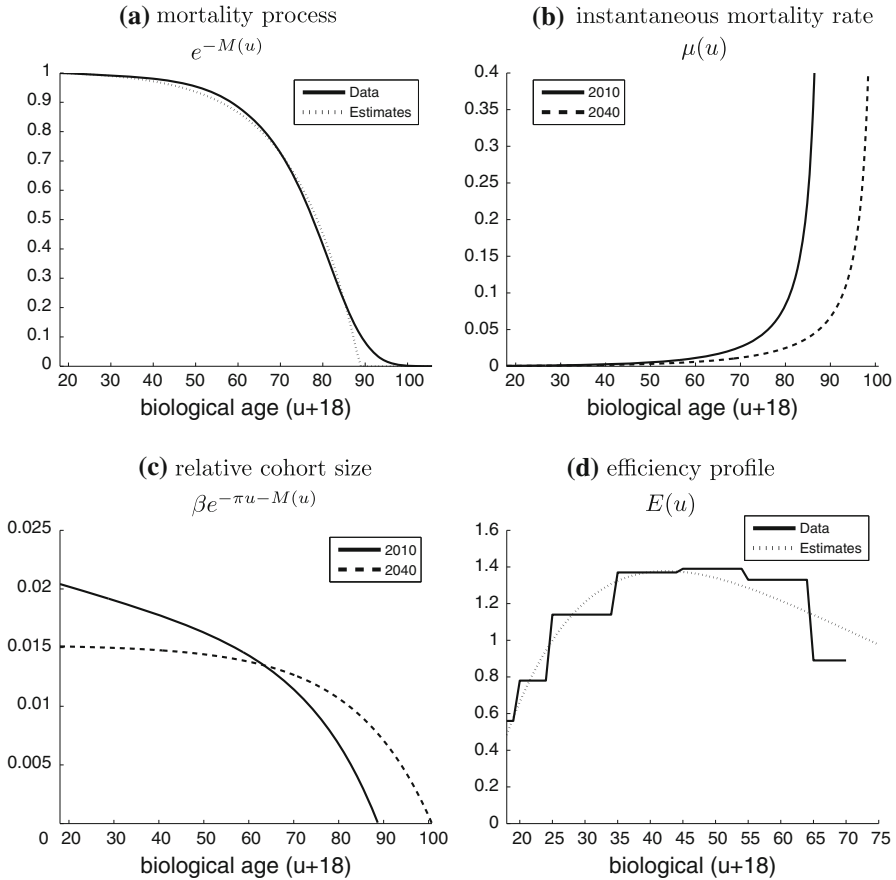 (a) mortality process
e^{-M(u)}
1
0.9
0.8
0.7
0.6
0.5
0.4
0.3
0.2
0.1
0
Data
Estimates
20 30 40 50 60 70 80 90 100
biological age (u+18)
(b) instantaneous mortality rate
μ(u)
0.4
0.35
0.3
0.25
0.2
0.15
0.1
0.05
0
2010
2040
20 30 40 50 60 70 80 90 100
biological age (u+18)
(c) relative cohort size
βe^{-πu-M(u)}
0.025
0.02
0.015
0.01
0.005
0
2010
2040
20 30 40 50 60 70 80 90 100
biological age (u+18)
(d) efficiency profile
E(u)
1.6
1.4
1.2
1
0.8
0.6
0.4
0.2
0
Data
Estimates
20 25 30 35 40 45 50 55 60 65 70 75
biological (u+18)